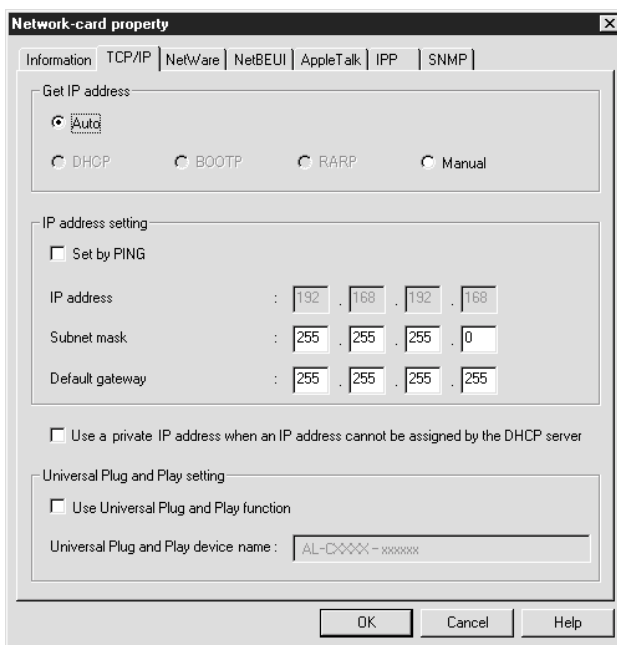 Network-card property
Information TCP/IP NetWare NetBEUI AppleTalk IPP SNMP
Get IP address
Auto
DHCP BOOTP RARP Manual
IP address setting
Set by PING
IP address : 192 . 168 . 192 . 168
Subnet mask : 255 . 255 . 255 . 0
Default gateway : 255 . 255 . 255 . 255
Use a private IP address when an IP address cannot be assigned by the DHCP server
Universal Plug and Play setting
Use Universal Plug and Play function
Universal Plug and Play device name : AL-CXXXX - xxxxxx
OK Cancel Help